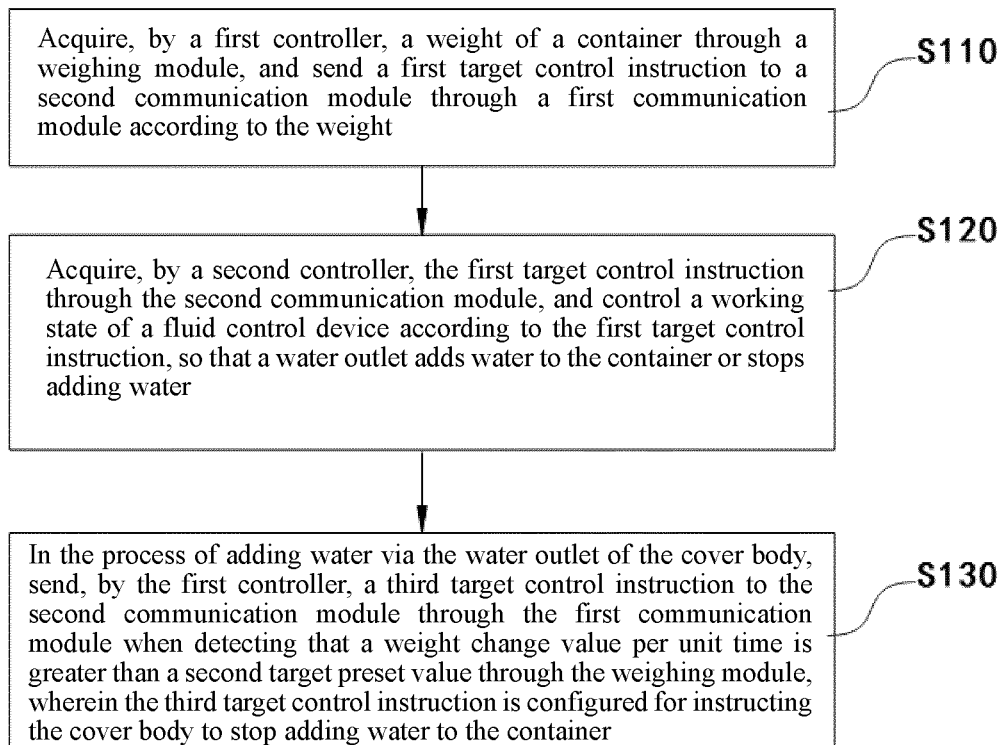 Acquire, by a first controller, a weight of a container through a
weighing module, and send a first target control instruction to a
second communication module through a first communication
module according to the weight
S110
Acquire, by a second controller, the first target control instruction
through the second communication module, and control a working
state of a fluid control device according to the first target control
instruction, so that a water outlet adds water to the container or stops
adding water
S120
In the process of adding water via the water outlet of the cover body,
send, by the first controller, a third target control instruction to the
second communication module through the first communication
module when detecting that a weight change value per unit time is
greater than a second target preset value through the weighing module,
wherein the third target control instruction is configured for instructing
the cover body to stop adding water to the container
S130